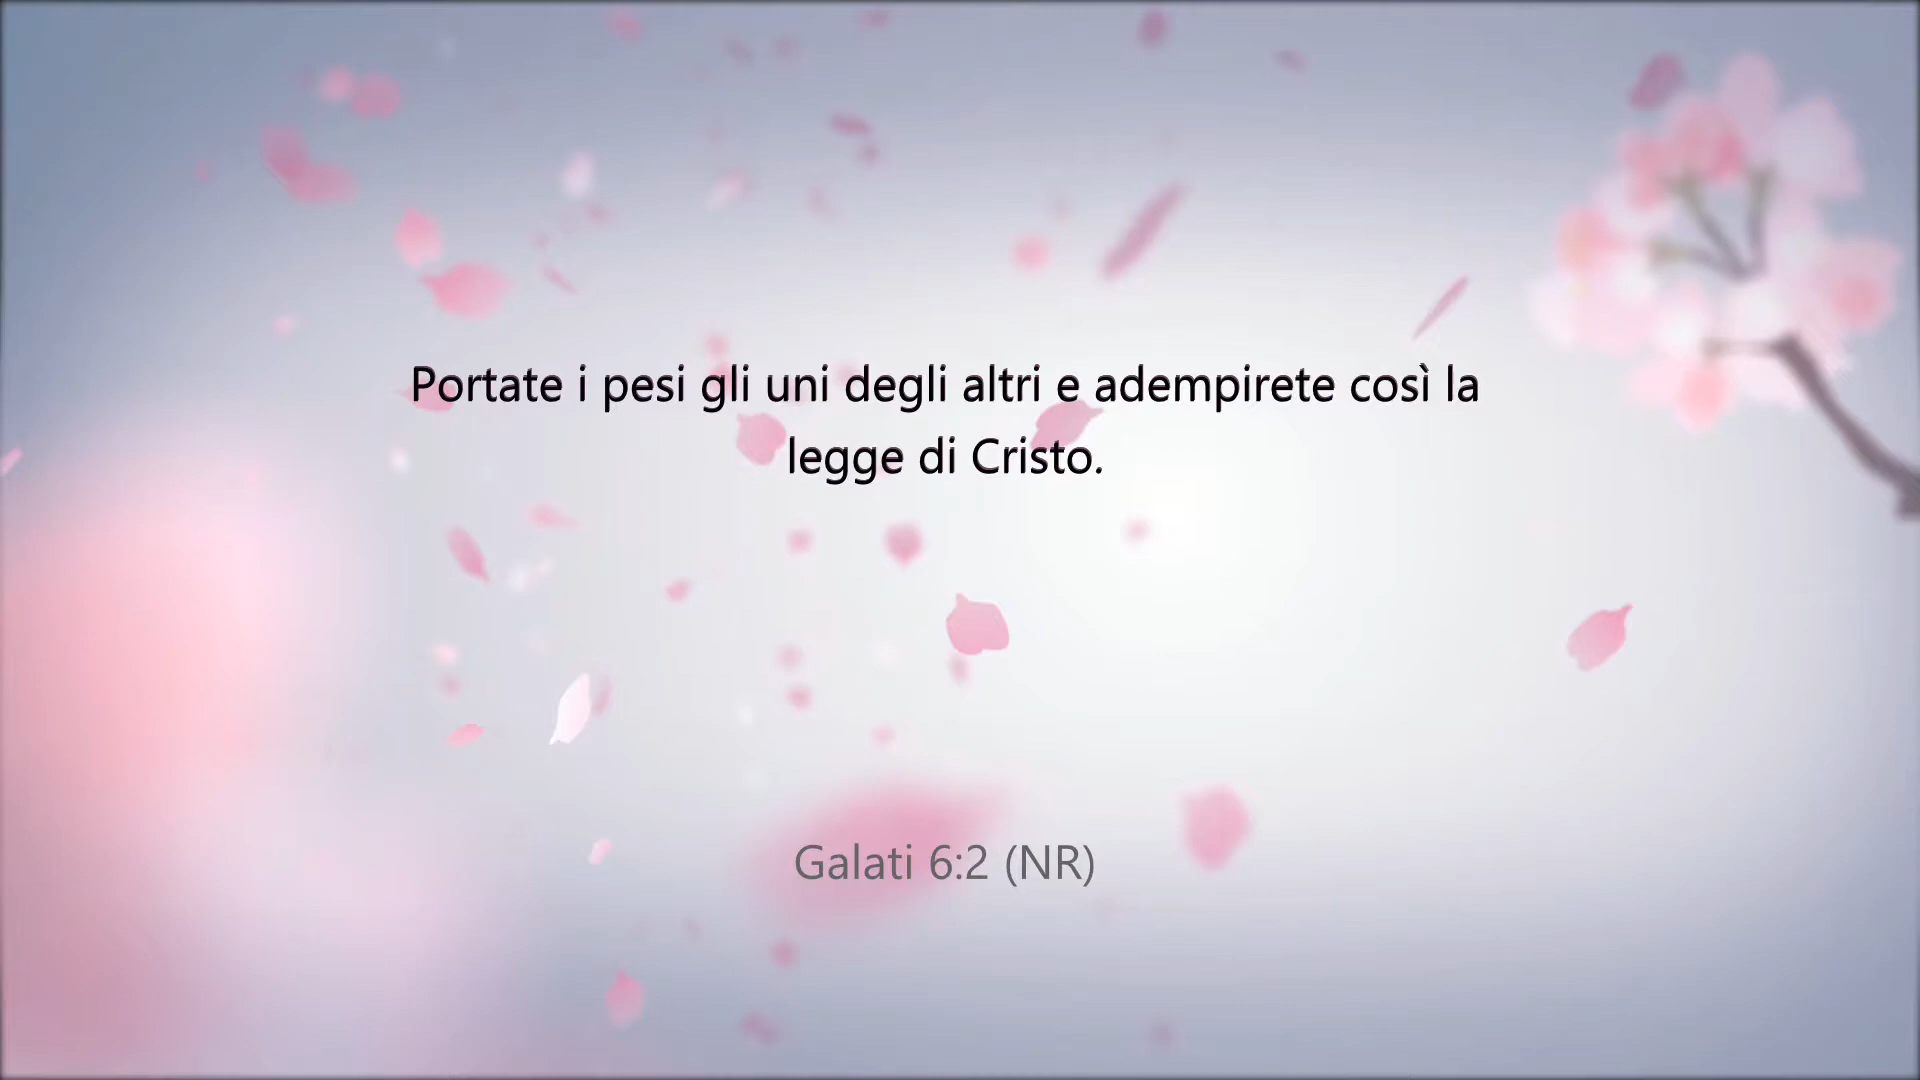 Portate i pesi gli uni degli altri e adempirete così la
legge di Cristo.
Galati 6:2 (NR)